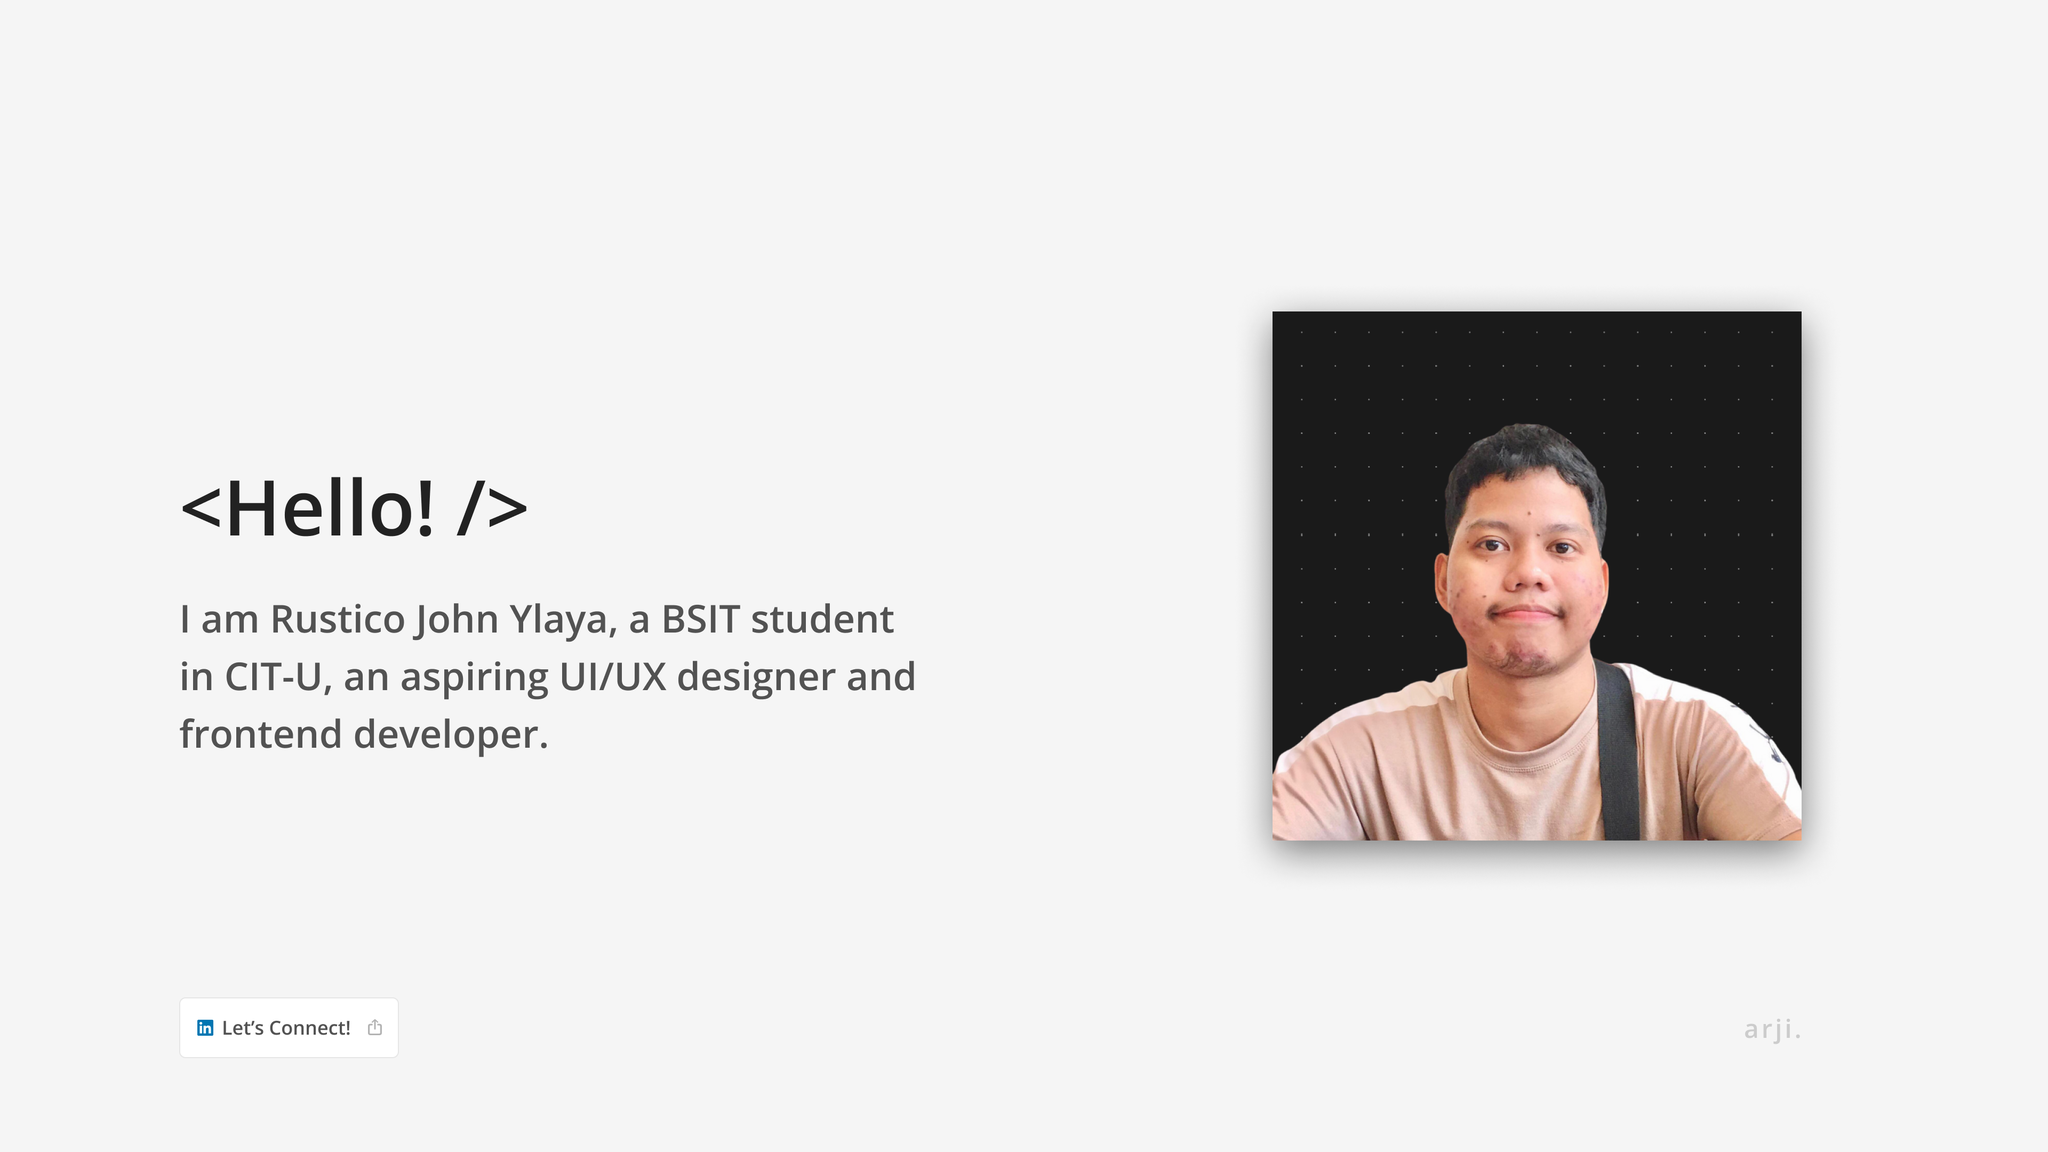 <Hello! />
I am Rustico John Ylaya, a BSIT student
in CIT-U, an aspiring UI/UX designer and
frontend developer.
in Let’s Connect!
arji.